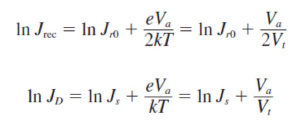 ln J_rec = ln J_r0 + eV_a/2kT = ln J_r0 + V_a/2V_t
ln J_D = ln J_s + eV_a/kT = ln J_s + V_a/V_t